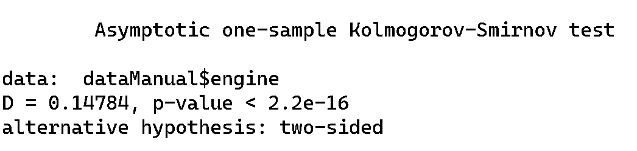 Asymptotic one-sample Kolmogorov-Smirnov test
data: dataManual$engine
D = 0.14784, p-value < 2.2e-16
alternative hypothesis: two-sided